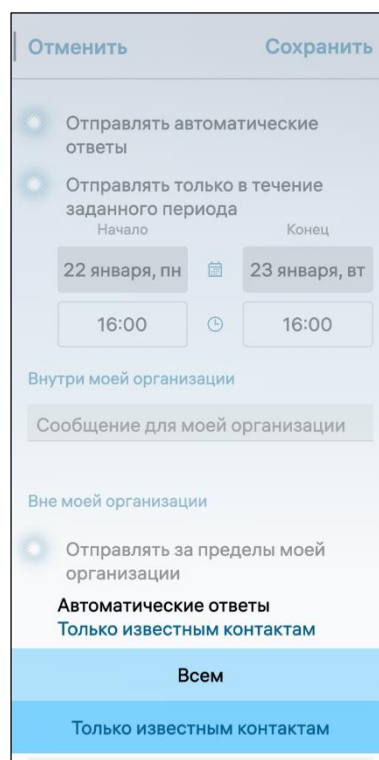 Отменить Сохранить
Отправлять автоматические
ответы
Отправлять только в течение
заданного периода
Начало Конец
22 января, пн 23 января, вт
16:00 16:00
Внутри моей организации
Сообщение для моей организации
Вне моей организации
Отправлять за пределы моей
организации
Автоматические ответы
Только известным контактам
Всем
Только известным контактам